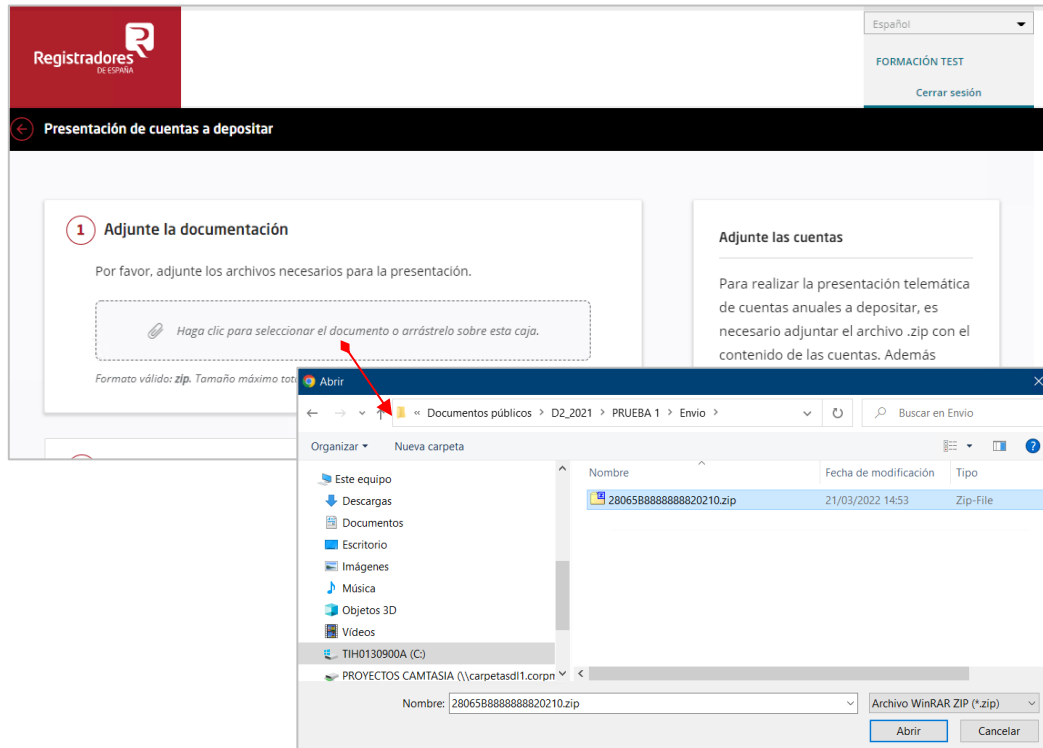 Registradores
DE ESPAÑA
Español
FORMACIÓN TEST
Cerrar sesión
Presentación de cuentas a depositar
1 Adjunte la documentación
Por favor, adjunte los archivos necesarios para la presentación.
Haga clic para seleccionar el documento o arrástrelo sobre esta caja.
Formato válido: zip. Tamaño máximo
Adjunte las cuentas
Para realizar la presentación telemática
de cuentas anuales a depositar, es
necesario adjuntar el archivo .zip con el
contenido de las cuentas. Además
Abrir
« Documentos públicos > D2_2021 > PRUEBA 1 > Envio >
Buscar en Envio
Organizar
Nueva carpeta
Este equipo
Descargas
Documentos
Escritorio
Imágenes
Música
Objetos 3D
Vídeos
TIH0130900A (C:)
PROYECTOS CAMTASIA (\\carpetasdl1.corpm
Nombre Fecha de modificación Tipo
28065B8888888820210.zip 21/03/2022 14:53 Zip-File
Nombre: 28065B8888888820210.zip
Archivo WinRAR ZIP (*.zip)
Abrir Cancelar